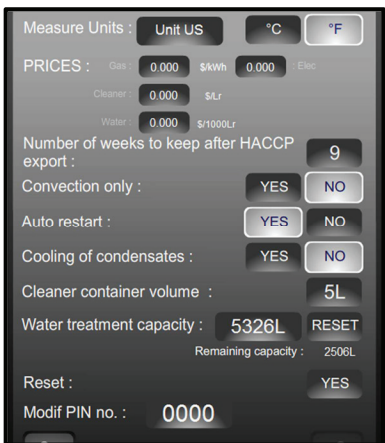 Measure Units : Unit US °C °F
PRICES : Gas : 0.000 $/kWh 0.000 : Elec
Cleaner : 0.000 $/Lr
Water : 0.000 $/1000Lr
Number of weeks to keep after HACCP
export : 9
Convection only : YES NO
Auto restart : YES NO
Cooling of condensates : YES NO
Cleaner container volume : 5L
Water treatment capacity : 5326L RESET
Remaining capacity : 2506L
Reset : YES
Modif PIN no. : 0000